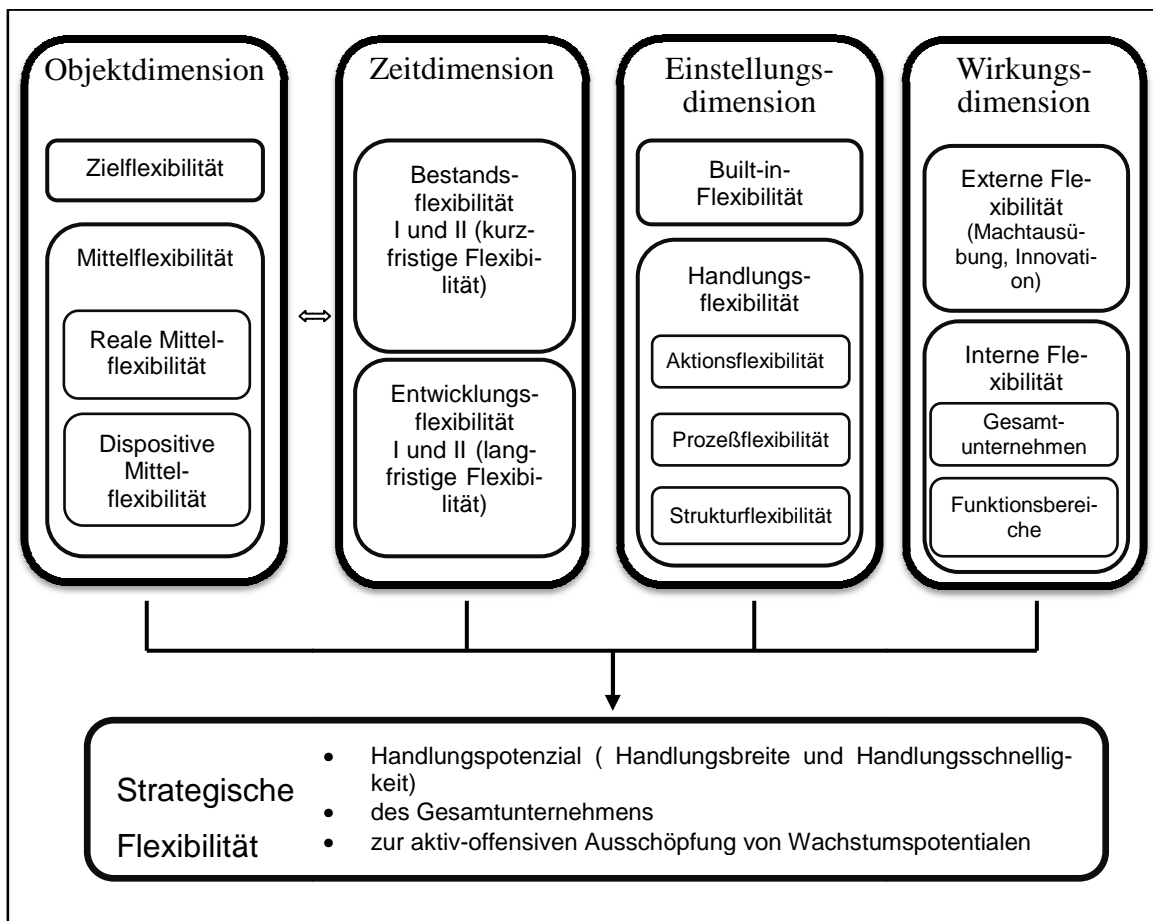 Objektdimension
Zielflexibilität
Mittelflexibilität
Reale Mittel-
flexibilität
Dispositive
Mittel-
flexibilität
⇔
Zeitdimension
Bestands-
flexibilität
I und II (kurz-
fristige Flexibi-
lität)
Entwicklungs-
flexibilität
I und II (lang-
fristige Flexibi-
lität)
Einstellungs-
dimension
Built-in-
Flexibilität
Handlungs-
flexibilität
Aktionsflexibilität
Prozeßflexibilität
Strukturflexibilität
Wirkungs-
dimension
Externe Fle-
xibilität
(Machtausü-
bung, Innovati-
on)
Interne Fle-
xibilität
Gesamt-
unternehmen
Funktionsberei-
che
Strategische
Flexibilität
• Handlungspotenzial ( Handlungsbreite und Handlungsschnellig-
keit)
• des Gesamtunternehmens
• zur aktiv-offensiven Ausschöpfung von Wachstumspotentialen